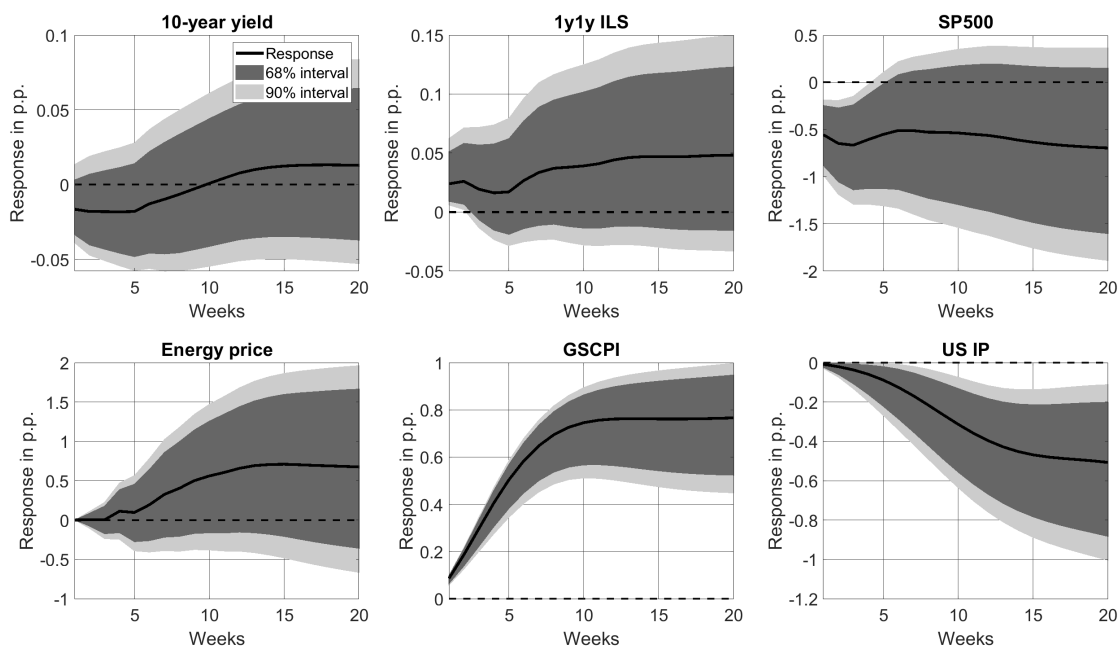 10-year yield
Response in p.p.
0.1
0.05
0
-0.05
Response
68% interval
90% interval
5
10
15
20
Weeks
1y1y ILS
Response in p.p.
0.15
0.1
0.05
0
-0.05
5
10
15
20
Weeks
SP500
Response in p.p.
0.5
0
-0.5
-1
-1.5
-2
5
10
15
20
Weeks
Energy price
Response in p.p.
2
1.5
1
0.5
0
-0.5
-1
5
10
15
20
Weeks
GSCPI
Response in p.p.
1
0.8
0.6
0.4
0.2
0
5
10
15
20
Weeks
US IP
Response in p.p.
0
-0.2
-0.4
-0.6
-0.8
-1
-1.2
5
10
15
20
Weeks